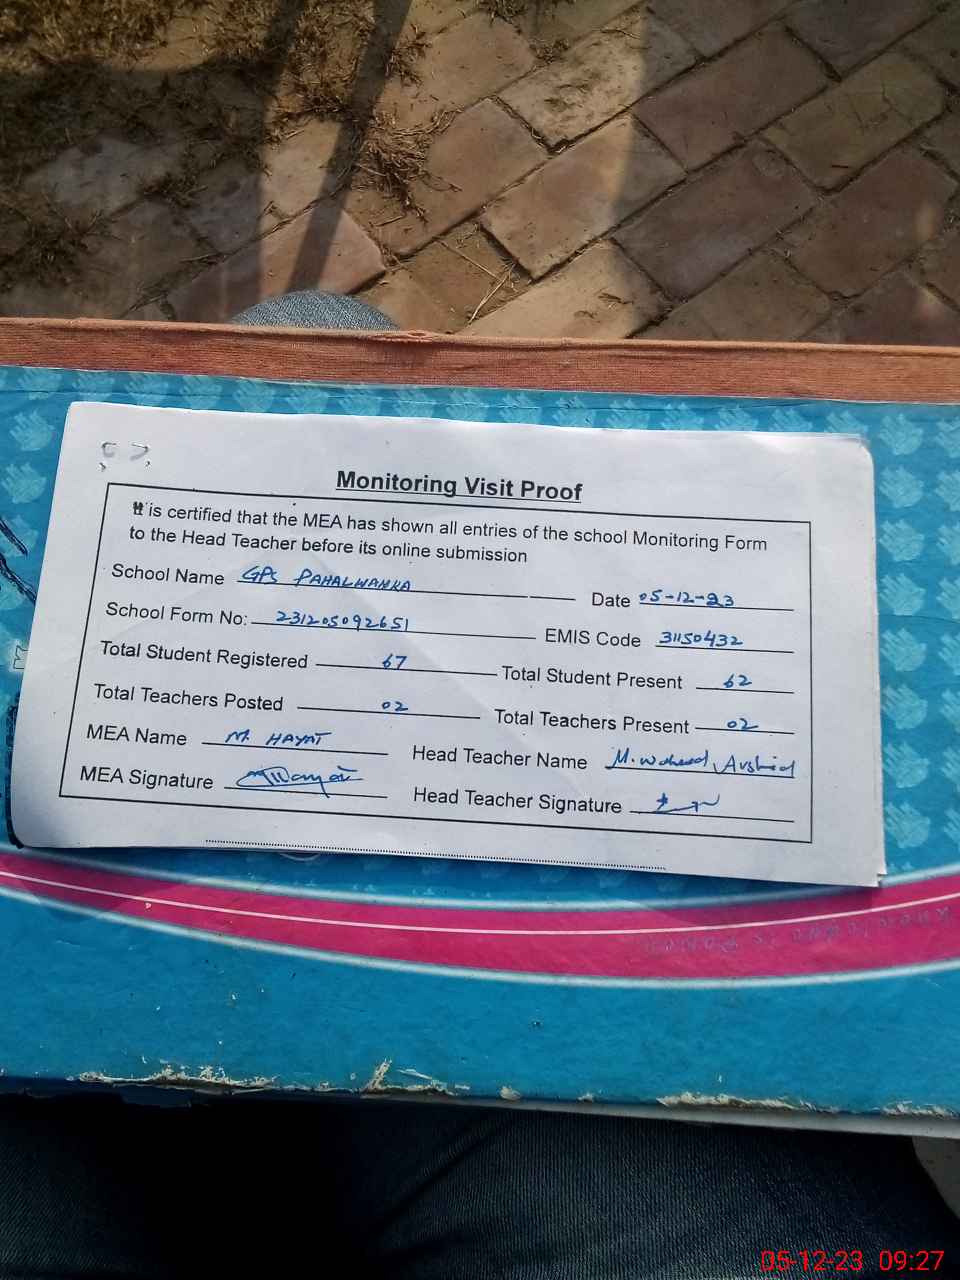 Monitoring Visit Proof
It is certified that the MEA has shown all entries of the school Monitoring Form
to the Head Teacher before its online submission
School Name GPS PAHALWANKA Date 05-12-23
School Form No: 231205092651 EMIS Code 31150432
Total Student Registered 67 Total Student Present 62
Total Teachers Posted 02 Total Teachers Present 02
MEA Name M. HAYAT Head Teacher Name M. Waheed Arshid
MEA Signature Head Teacher Signature
05-12-23 09:27